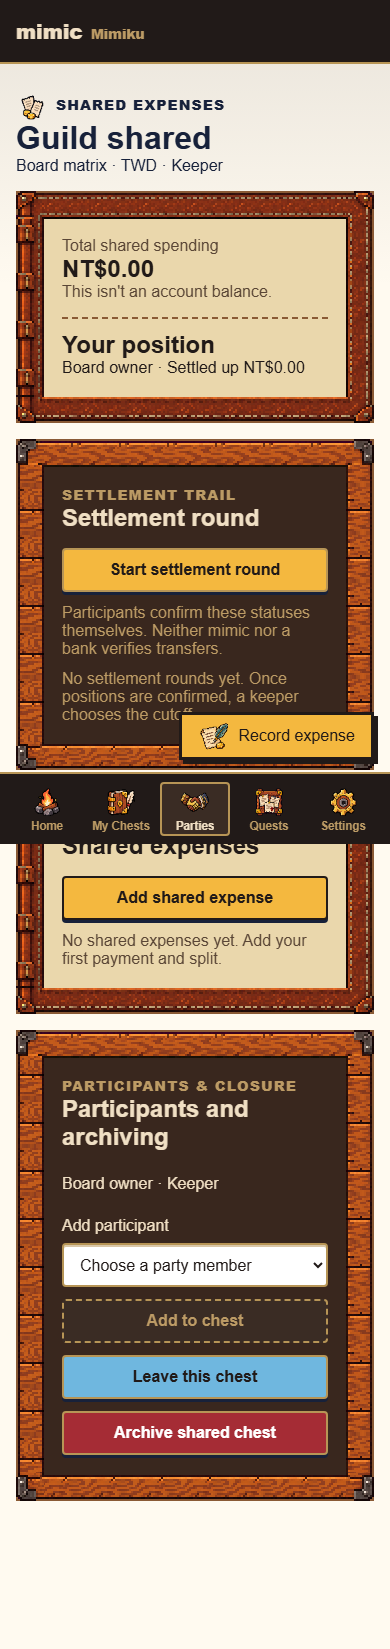 mimic Mimiku
SHARED EXPENSES
Guild shared
Board matrix · TWD · Keeper
Total shared spending
NT$0.00
This isn't an account balance.
Your position
Board owner · Settled up NT$0.00
SETTLEMENT TRAIL
Settlement round
Start settlement round
Participants confirm these statuses
themselves. Neither mimic nor a
bank verifies transfers.
No settlement rounds yet. Once
positions are confirmed, a keeper
chooses the cutoff
Record expense
Home
My Chests
Parties
Quests
Settings
Shared expenses
Add shared expense
No shared expenses yet. Add your
first payment and split.
PARTICIPANTS & CLOSURE
Participants and
archiving
Board owner · Keeper
Add participant
Choose a party member
Add to chest
Leave this chest
Archive shared chest